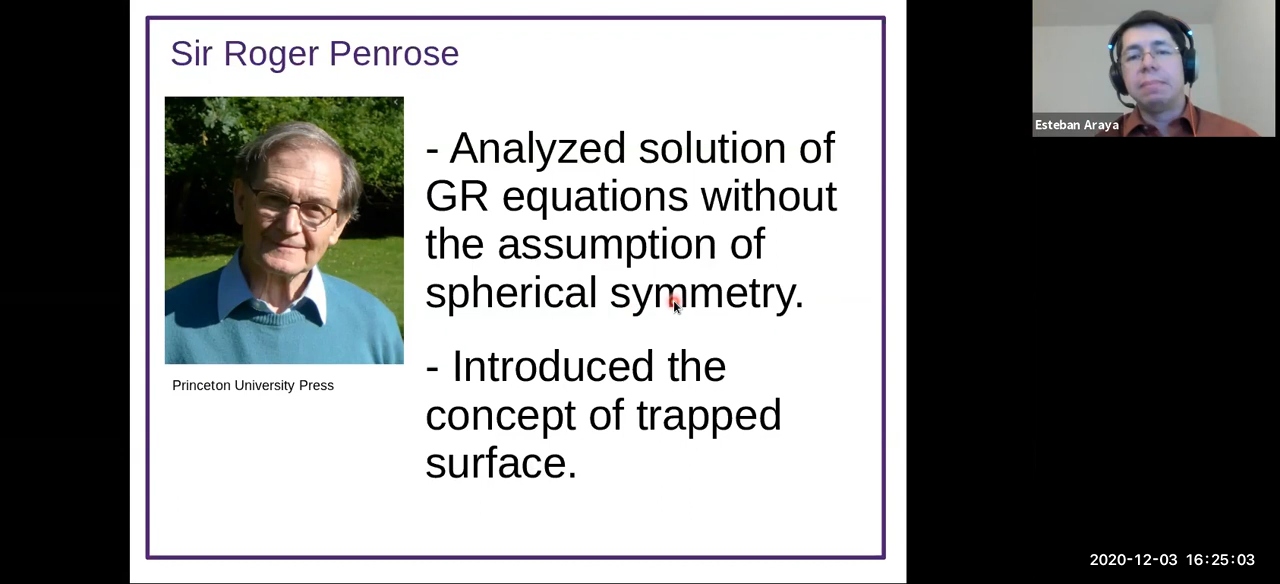 Sir Roger Penrose
- Analyzed solution of
GR equations without
the assumption of
spherical symmetry.
- Introduced the
concept of trapped
surface.
Princeton University Press
Esteban Araya
2020-12-03 16:25:03